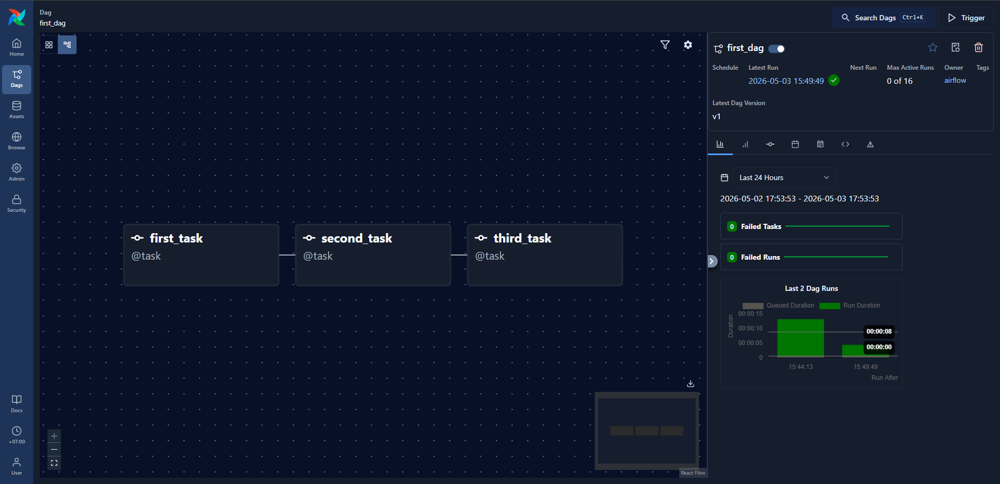 Dag
first_dag
Search Dags Ctrl+K
Trigger
Home
Dags
Assets
Browse
Admin
Security
Docs
+07:00
User
first_task
@task
second_task
@task
third_task
@task
React Flow
first_dag
Schedule Latest Run Next Run Max Active Runs Owner Tags
2026-05-03 15:49:49 0 of 16 airflow
Latest Dag Version
v1
Last 24 Hours
2026-05-02 17:53:53 - 2026-05-03 17:53:53
0 Failed Tasks
0 Failed Runs
Last 2 Dag Runs
Queued Duration Run Duration
Duration
00:00:15
00:00:10
00:00:05
0
00:00:08
00:00:00
15:44:13 15:49:49
Run After